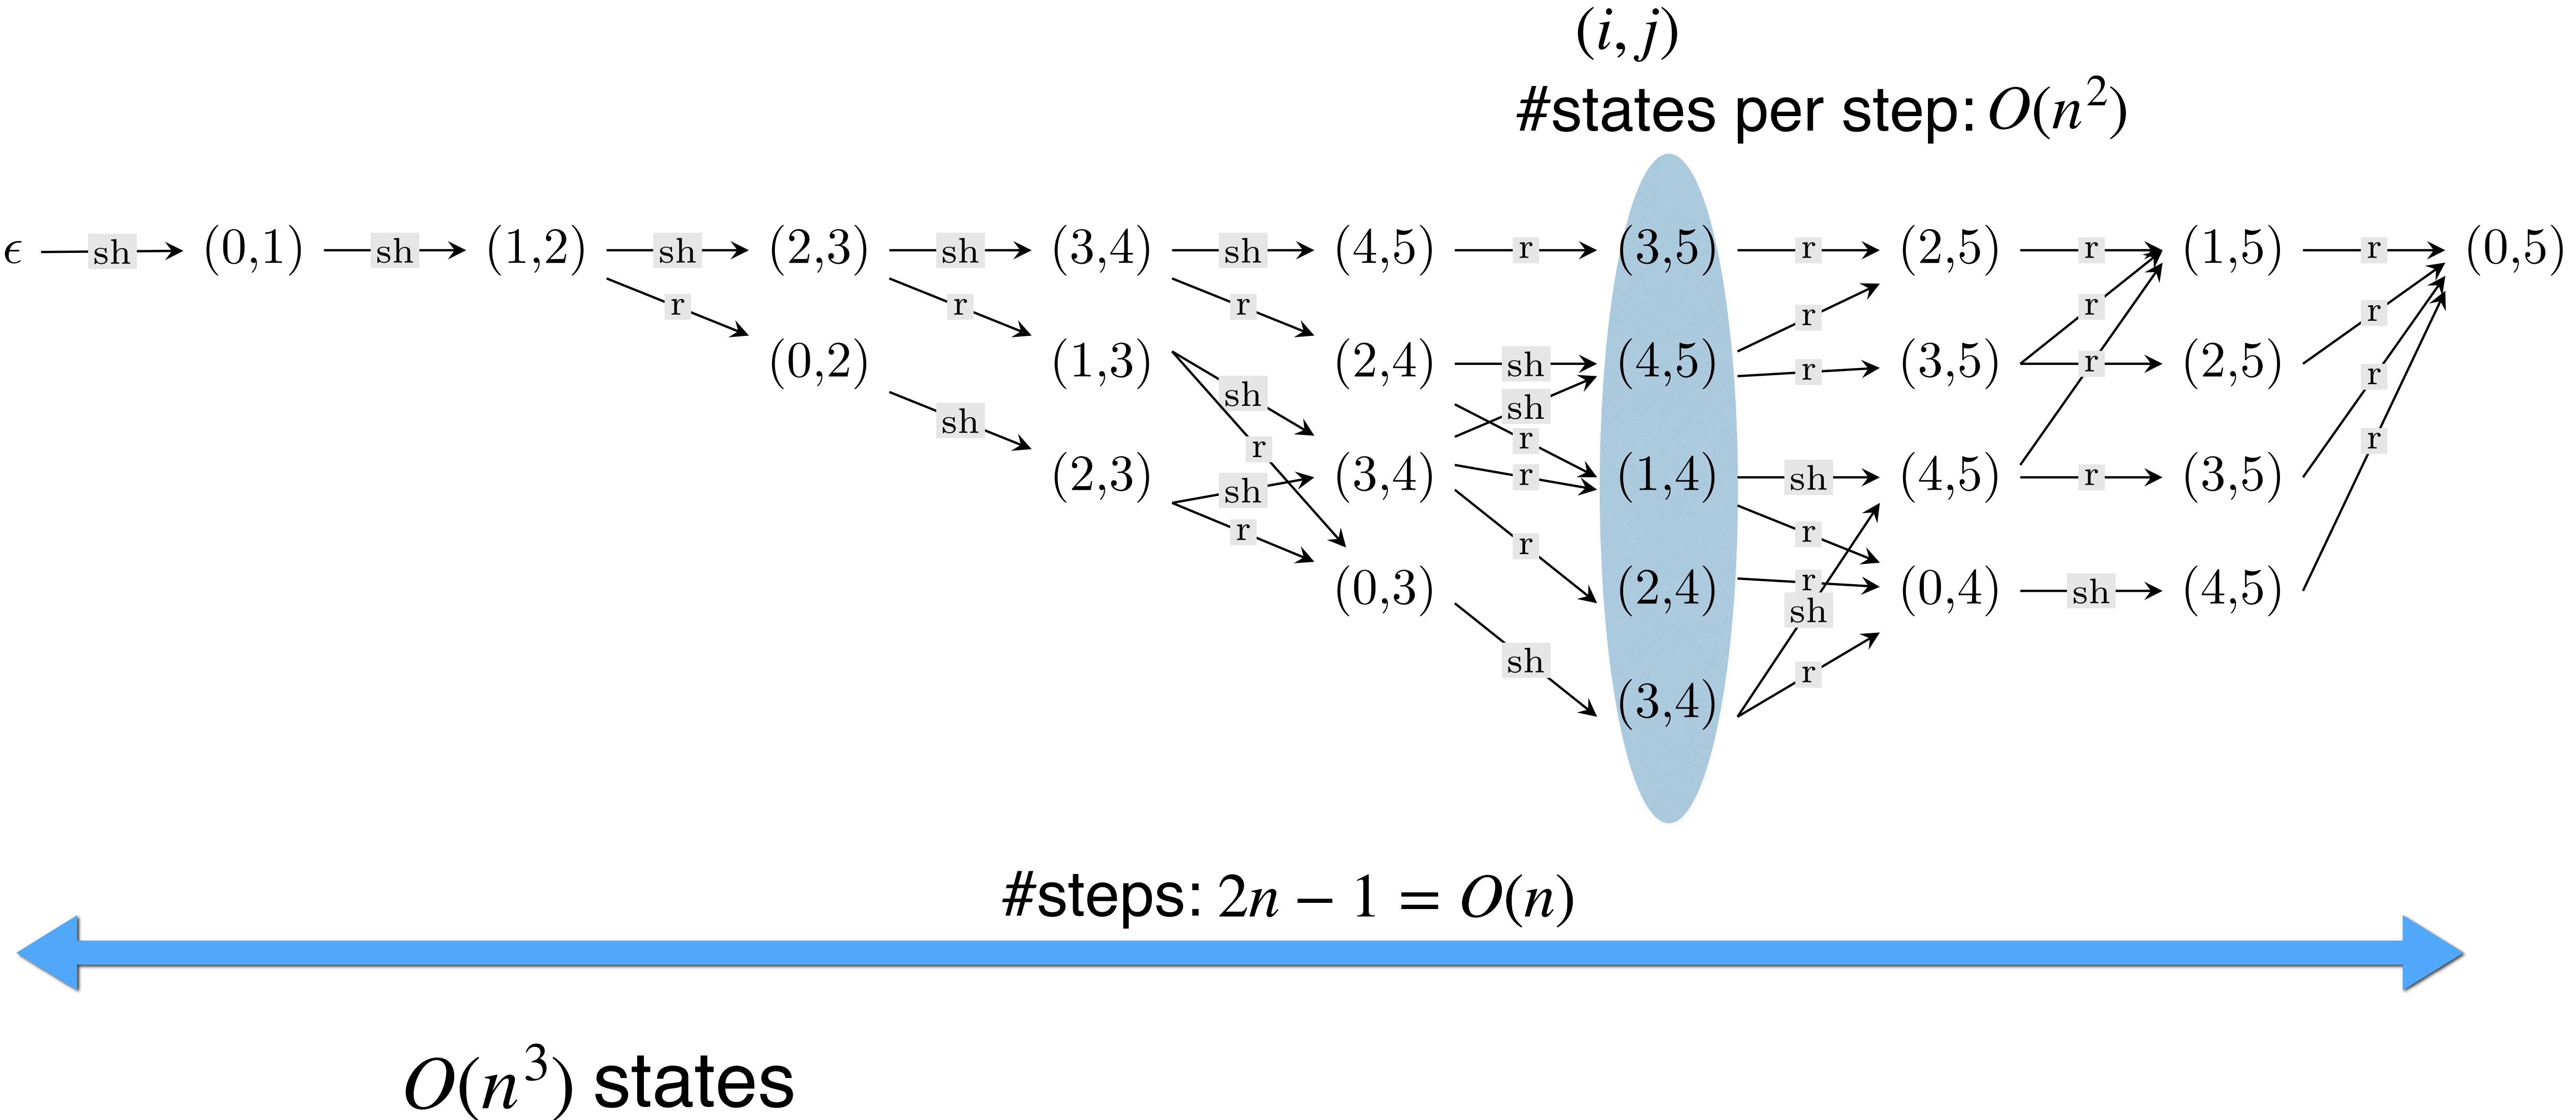 (i, j)
#states per step: O(n²)
ϵ sh (0,1) sh (1,2) sh (2,3) sh (3,4) sh (4,5) r (3,5) r (2,5) r (1,5) r (0,5)
r r r r r r
(0,2) (1,3) (2,4) sh (4,5) r (3,5) r (2,5)
sh sh sh r
r r
(2,3) sh (3,4) r (1,4) sh (4,5) r (3,5)
r r r
(0,3) (2,4) r (0,4) sh (4,5)
sh
sh r
(3,4)
#steps: 2n − 1 = O(n)
O(n³) states